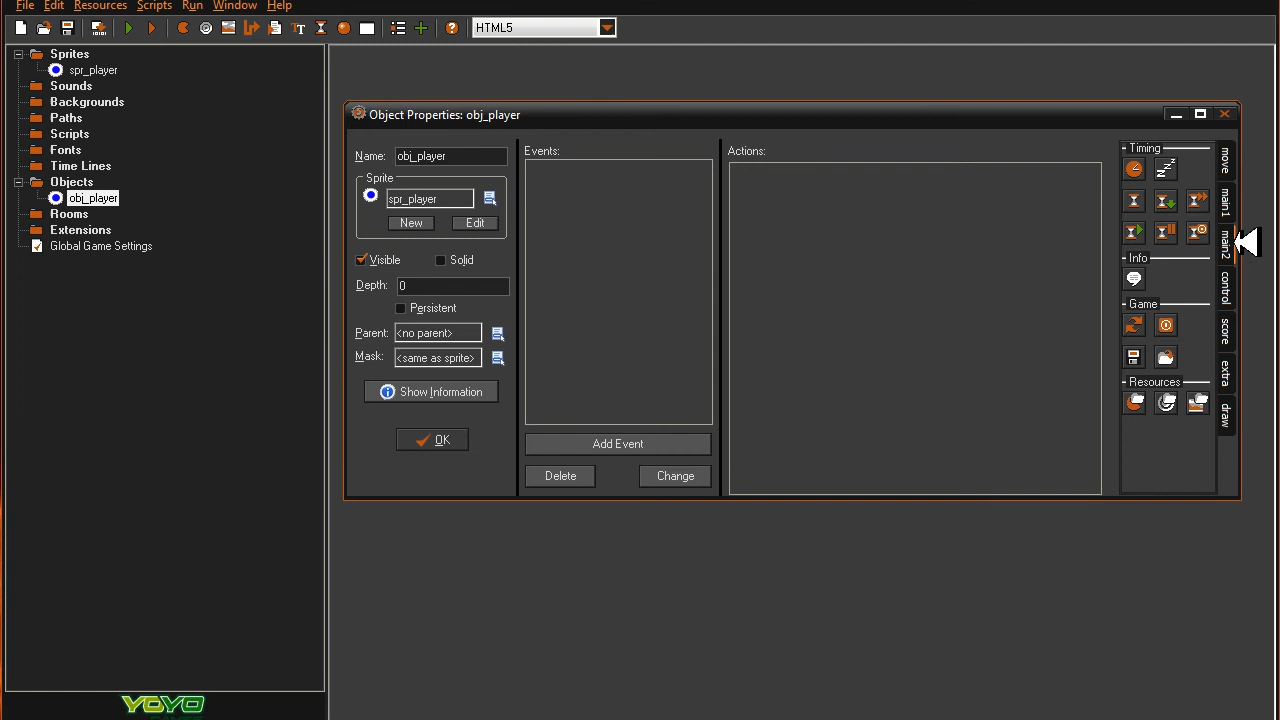 File Edit Resources Scripts Run Window Help
HTML5
Sprites
spr_player
Sounds
Backgrounds
Paths
Scripts
Fonts
Time Lines
Objects
obj_player
Rooms
Extensions
Global Game Settings
YOYO
GAMES
Object Properties: obj_player
Name: obj_player
Sprite
spr_player
New Edit
Visible Solid
Depth: 0
Persistent
Parent: <no parent>
Mask: <same as sprite>
Show Information
OK
Events:
Add Event
Delete Change
Actions:
Timing
Info
Game
Resources
move
main1
main2
control
score
extra
draw